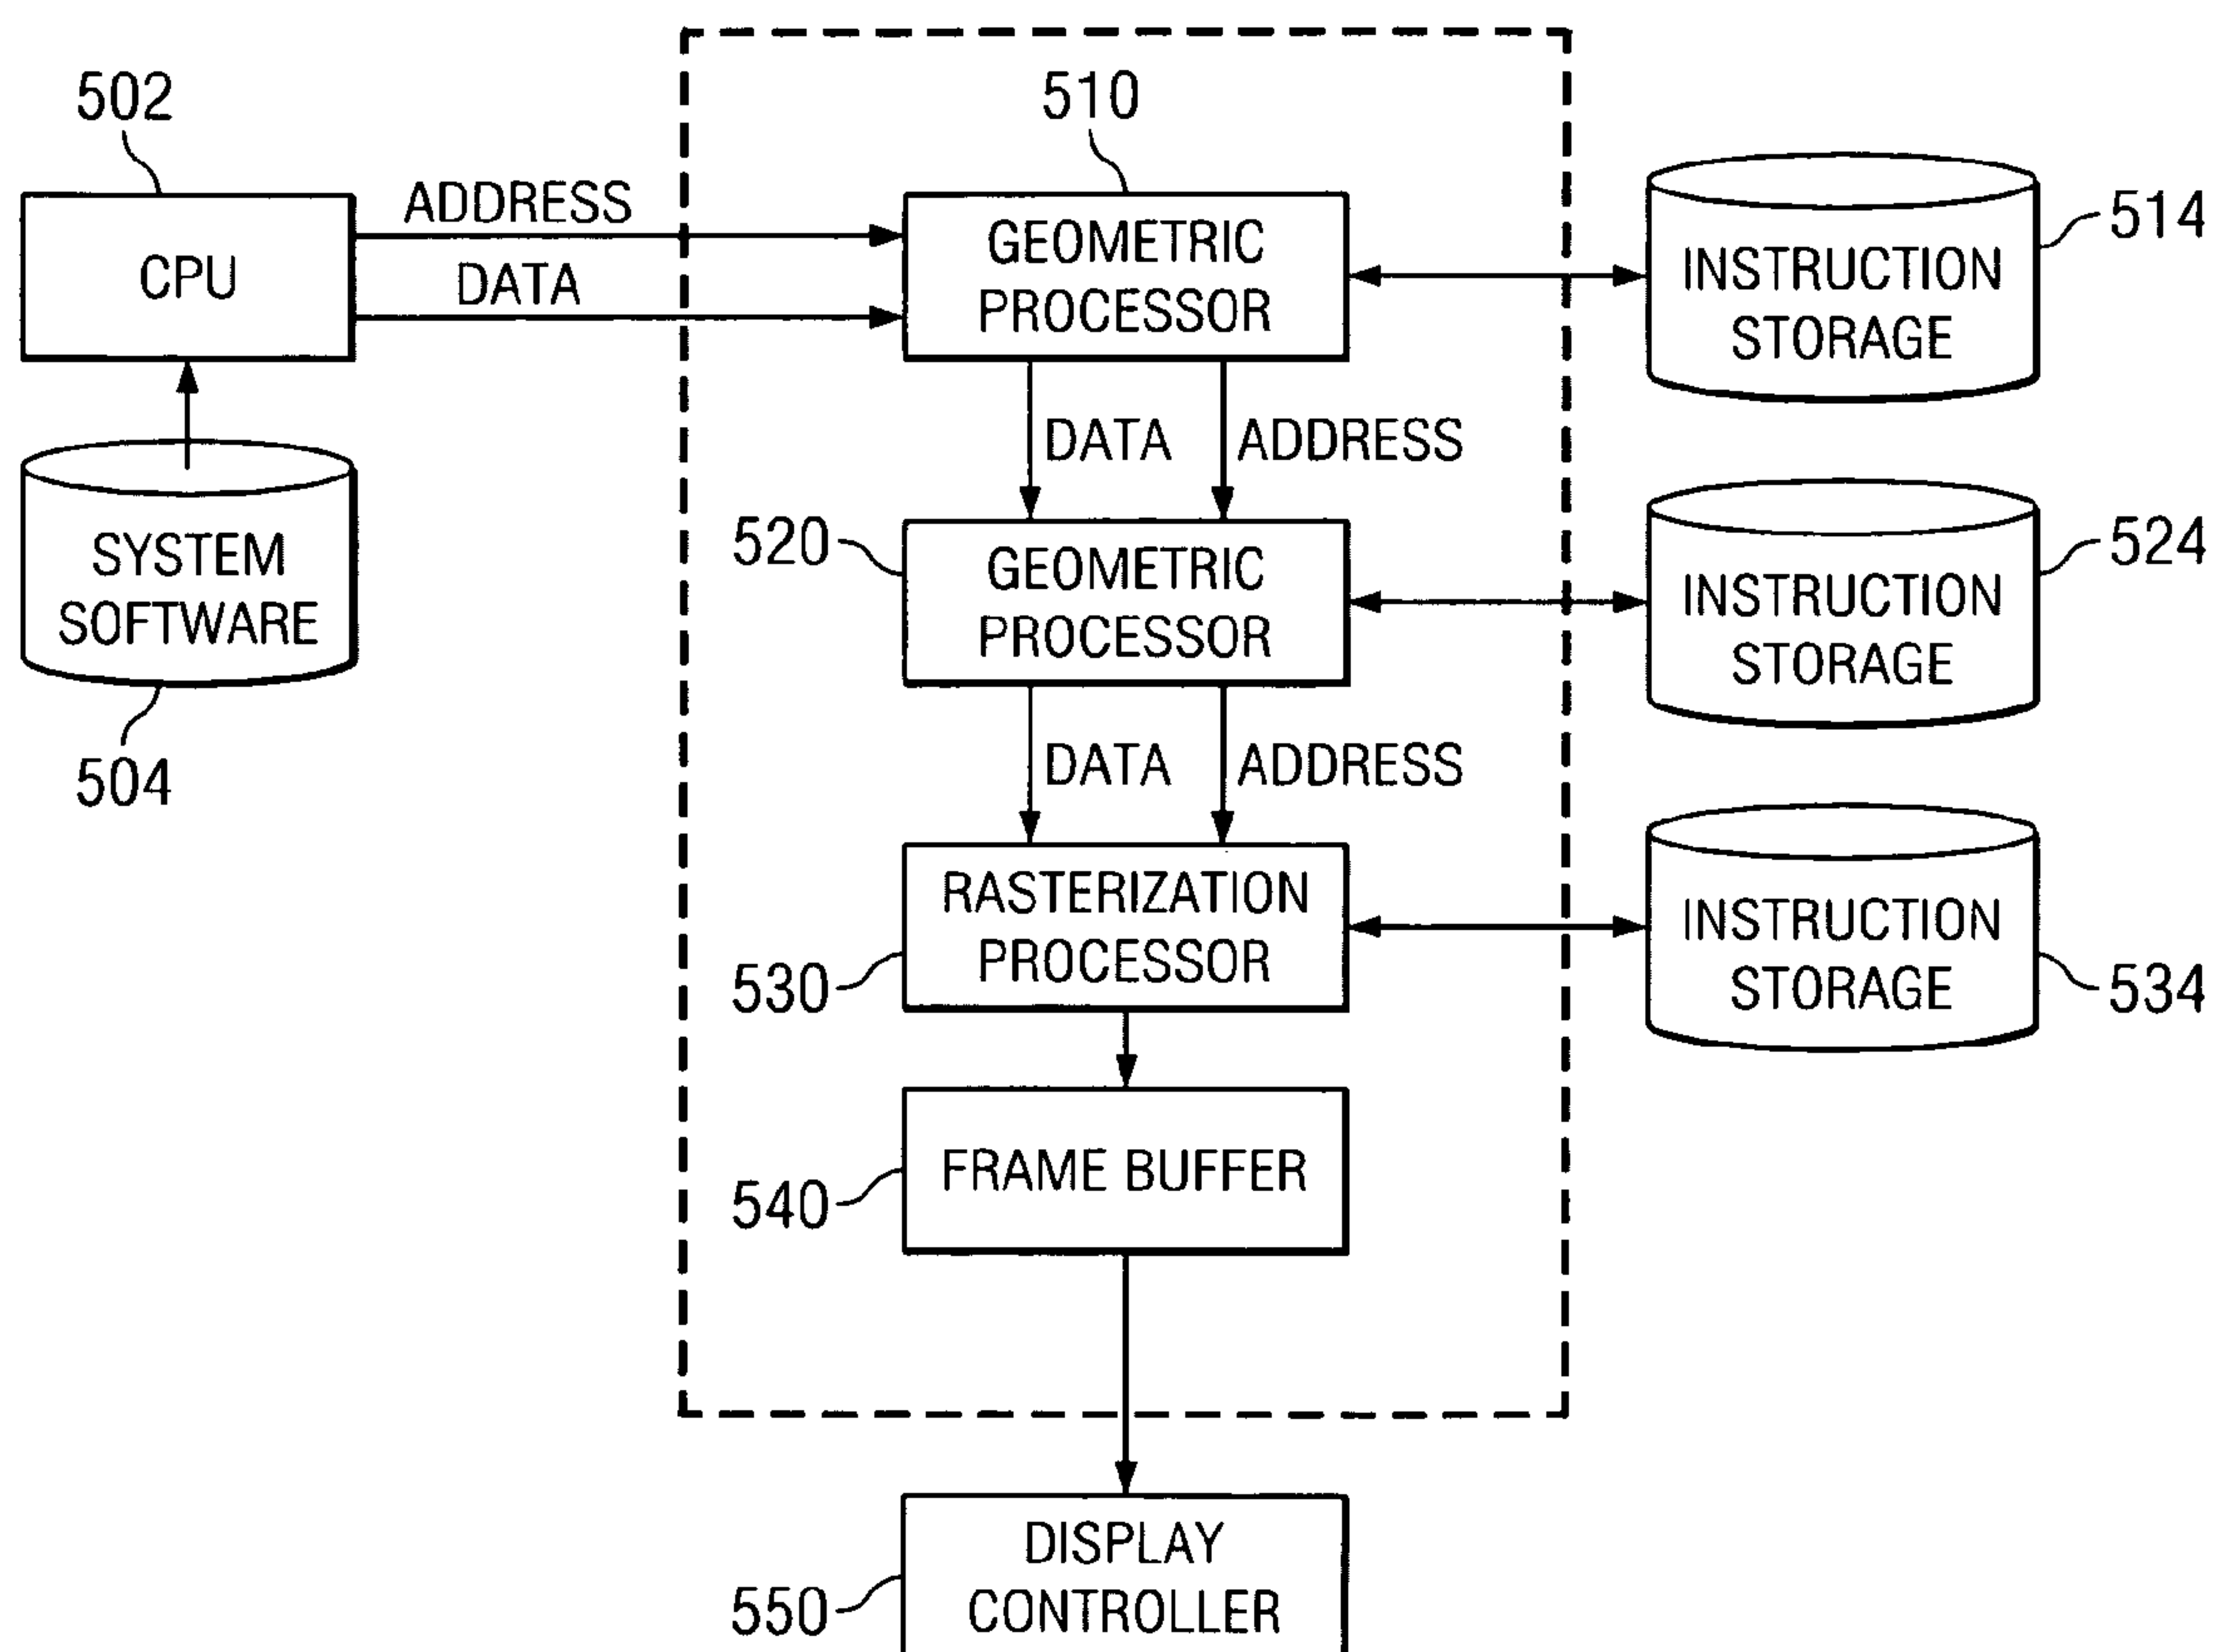 502
510
514
ADDRESS
CPU
DATA
GEOMETRIC
PROCESSOR
INSTRUCTION
STORAGE
DATA
ADDRESS
504
SYSTEM
SOFTWARE
520
GEOMETRIC
PROCESSOR
524
INSTRUCTION
STORAGE
DATA
ADDRESS
530
RASTERIZATION
PROCESSOR
534
INSTRUCTION
STORAGE
540
FRAME BUFFER
550
DISPLAY
CONTROLLER